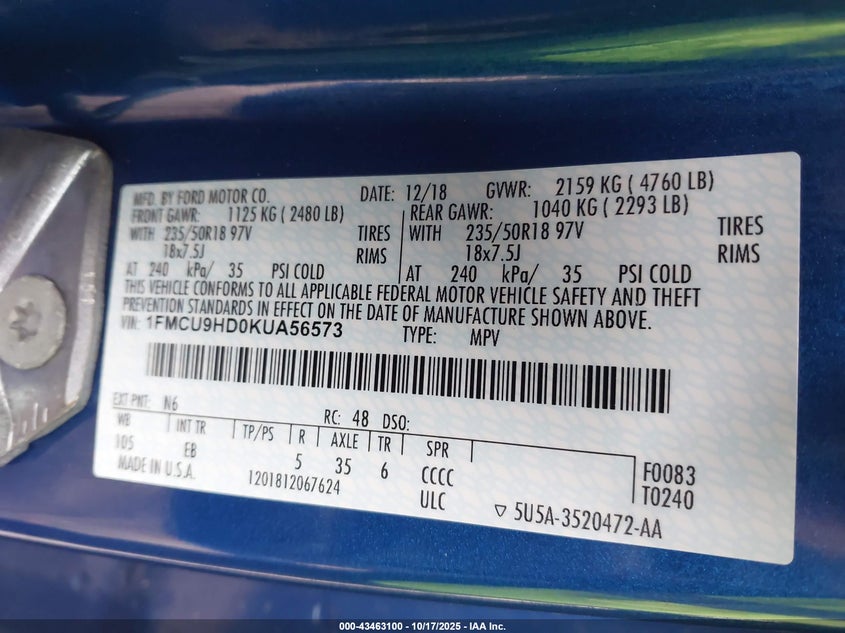 MFD. BY FORD MOTOR CO. DATE: 12/18 GVWR: 2159 KG ( 4760 LB)
FRONT GAWR: 1125 KG ( 2480 LB) REAR GAWR: 1040 KG ( 2293 LB)
WITH 235/50R18 97V TIRES WITH 235/50R18 97V TIRES
18x7.5J RIMS 18x7.5J RIMS
AT 240 kPa/ 35 PSI COLD AT 240 kPa/ 35 PSI COLD
THIS VEHICLE CONFORMS TO ALL APPLICABLE FEDERAL MOTOR VEHICLE SAFETY AND THEFT
PREVENTION STANDARDS IN EFFECT ON THE DATE OF MANUFACTURE SHOWN ABOVE.
VIN: 1FMCU9HD0KUA56573 TYPE: MPV
EXT PNT: N6 RC: 48 DSO:
WB INT TR TP/PS R AXLE TR SPR
105 EB 5 35 6 CCCC F0083
MADE IN U.S.A. 1201812067624 ULC T0240
▽ 5U5A-3520472-AA
000-43463100 - 10/17/2025 - IAA Inc.